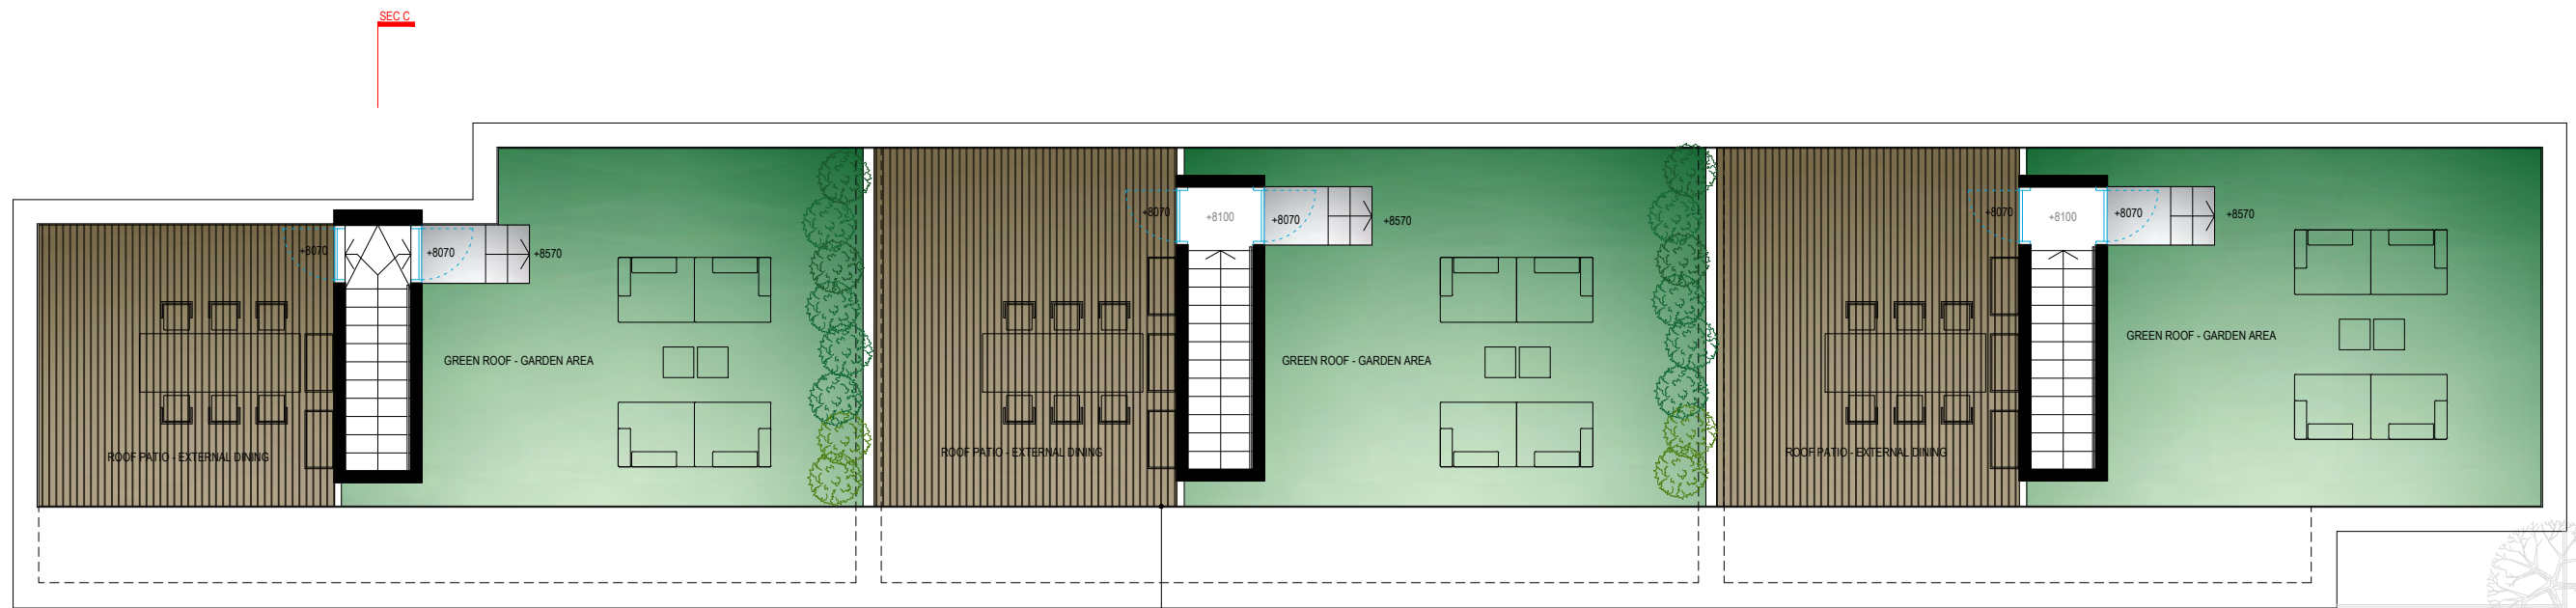 SEC C
+8070
+8070
+8570
GREEN ROOF - GARDEN AREA
ROOF PATIO - EXTERNAL DINING
+8070
+8100
+8070
+8570
GREEN ROOF - GARDEN AREA
ROOF PATIO - EXTERNAL DINING
+8070
+8100
+8070
+8570
GREEN ROOF - GARDEN AREA
ROOF PATIO - EXTERNAL DINING